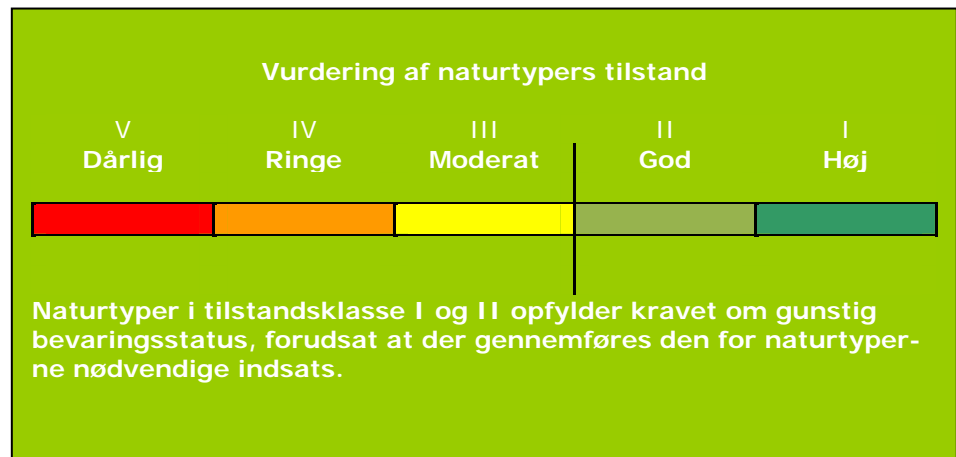 Vurdering af naturtypers tilstand
V IV III II I
Dårlig Ringe Moderat God Høj
Naturtyper i tilstandsklasse I og II opfylder kravet om gunstig
bevaringsstatus, forudsat at der gennemføres den for naturtyper-
ne nødvendige indsats.